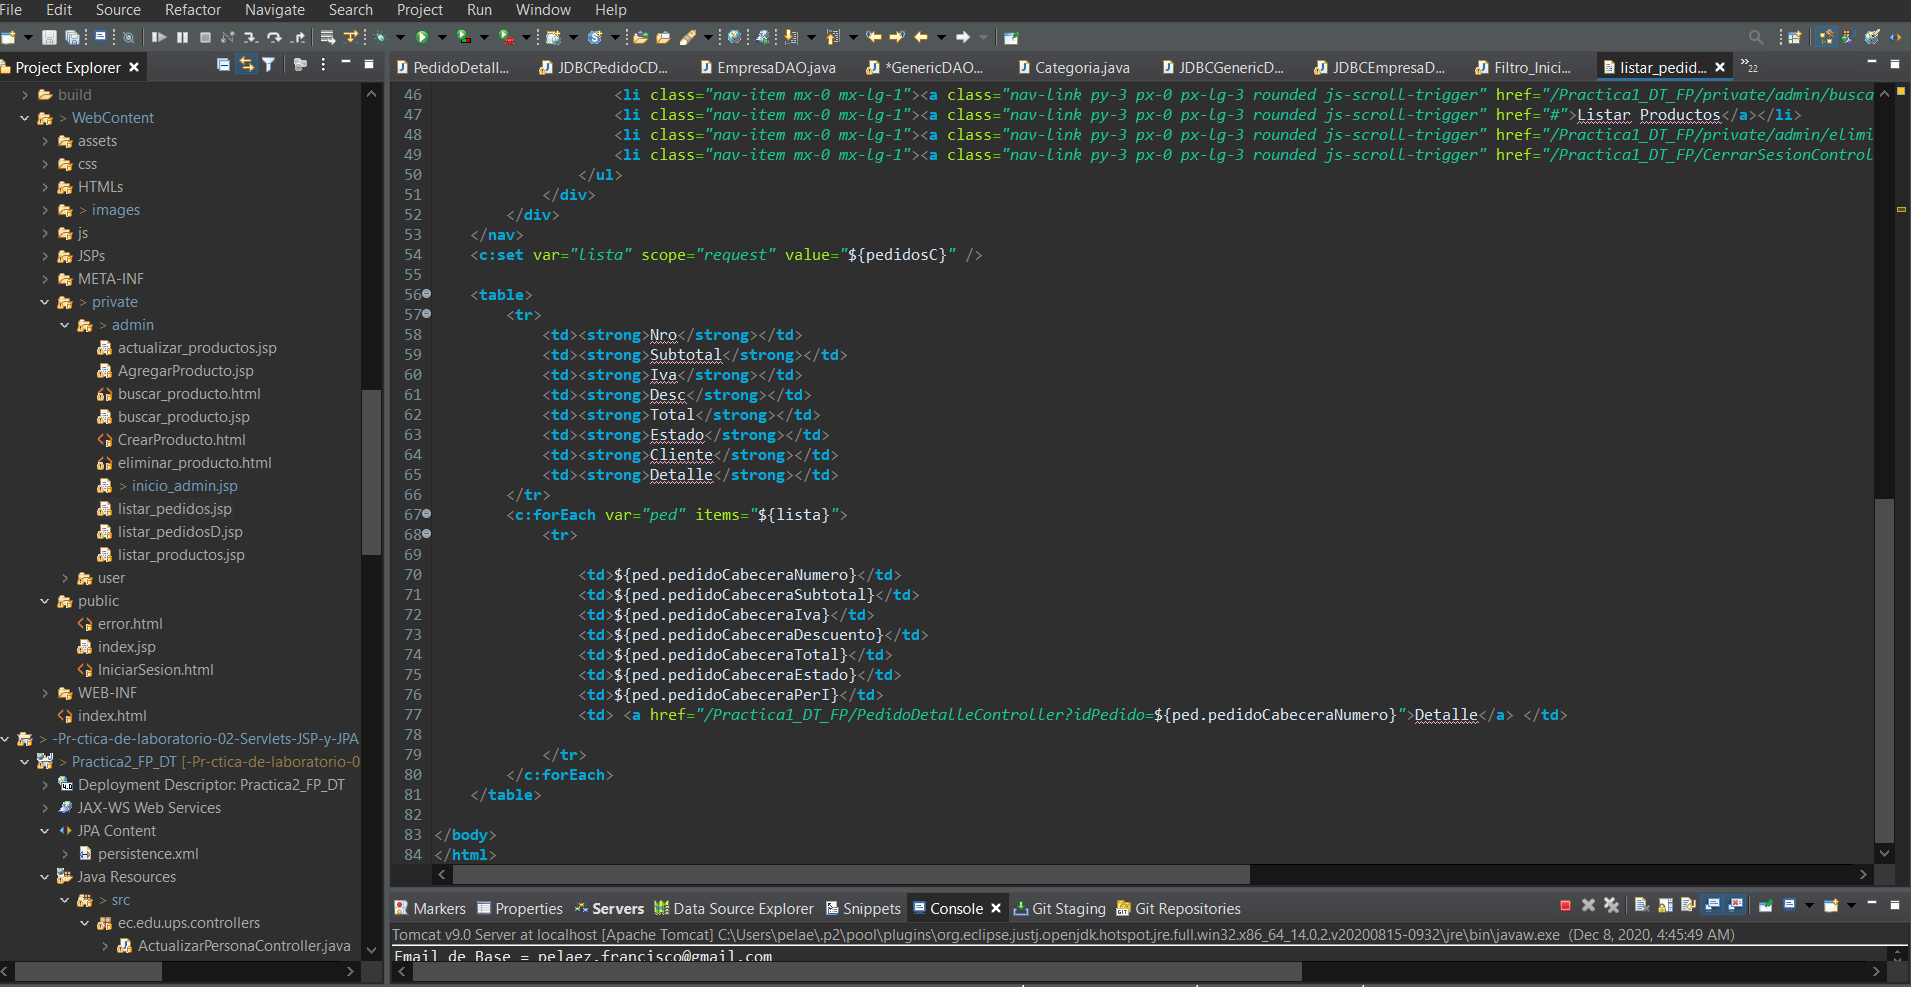 File Edit Source Refactor Navigate Search Project Run Window Help
Project Explorer
PedidoDetall... JDBCPedidoCD... EmpresaDAO.java *GenericDAO... Categoria.java JDBCGenericD... JDBCEmpresaD... Filtro_Inici... listar_pedid... »22
> build
> WebContent
assets
css
HTMLs
> images
js
JSPs
META-INF
> private
> admin
actualizar_productos.jsp
AgregarProducto.jsp
buscar_producto.html
buscar_producto.jsp
CrearProducto.html
eliminar_producto.html
> inicio_admin.jsp
listar_pedidos.jsp
listar_pedidosD.jsp
listar_productos.jsp
user
public
error.html
index.jsp
IniciarSesion.html
WEB-INF
index.html
> -Pr-ctica-de-laboratorio-02-Servlets-JSP-y-JPA
> Practica2_FP_DT [-Pr-ctica-de-laboratorio-0
Deployment Descriptor: Practica2_FP_DT
JAX-WS Web Services
JPA Content
persistence.xml
Java Resources
> src
ec.edu.ups.controllers
ActualizarPersonaController.java
46 <li class="nav-item mx-0 mx-lg-1"><a class="nav-link py-3 px-0 px-lg-3 rounded js-scroll-trigger" href="/Practica1_DT_FP/private/admin/busca
47 <li class="nav-item mx-0 mx-lg-1"><a class="nav-link py-3 px-0 px-lg-3 rounded js-scroll-trigger" href="#">Listar Productos</a></li>
48 <li class="nav-item mx-0 mx-lg-1"><a class="nav-link py-3 px-0 px-lg-3 rounded js-scroll-trigger" href="/Practica1_DT_FP/private/admin/elimi
49 <li class="nav-item mx-0 mx-lg-1"><a class="nav-link py-3 px-0 px-lg-3 rounded js-scroll-trigger" href="/Practica1_DT_FP/CerrarSesionControl
50 </ul>
51 </div>
52 </div>
53 </nav>
54 <c:set var="lista" scope="request" value="${pedidosC}" />
55
56 <table>
57 <tr>
58 <td><strong>Nro</strong></td>
59 <td><strong>Subtotal</strong></td>
60 <td><strong>Iva</strong></td>
61 <td><strong>Desc</strong></td>
62 <td><strong>Total</strong></td>
63 <td><strong>Estado</strong></td>
64 <td><strong>Cliente</strong></td>
65 <td><strong>Detalle</strong></td>
66 </tr>
67 <c:forEach var="ped" items="${lista}">
68 <tr>
69
70 <td>${ped.pedidoCabeceraNumero}</td>
71 <td>${ped.pedidoCabeceraSubtotal}</td>
72 <td>${ped.pedidoCabeceraIva}</td>
73 <td>${ped.pedidoCabeceraDescuento}</td>
74 <td>${ped.pedidoCabeceraTotal}</td>
75 <td>${ped.pedidoCabeceraEstado}</td>
76 <td>${ped.pedidoCabeceraPerI}</td>
77 <td> <a href="/Practica1_DT_FP/PedidoDetalleController?idPedido=${ped.pedidoCabeceraNumero}">Detalle</a> </td>
78
79 </tr>
80 </c:forEach>
81 </table>
82
83 </body>
84 </html>
Markers Properties Servers Data Source Explorer Snippets Console Git Staging Git Repositories
Tomcat v9.0 Server at localhost [Apache Tomcat] C:\Users\pelae\.p2\pool\plugins\org.eclipse.justj.openjdk.hotspot.jre.full.win32.x86_64_14.0.2.v20200815-0932\jre\bin\javaw.exe (Dec 8, 2020, 4:45:49 AM)
Email de Base = pelaez.francisco@gmail.com